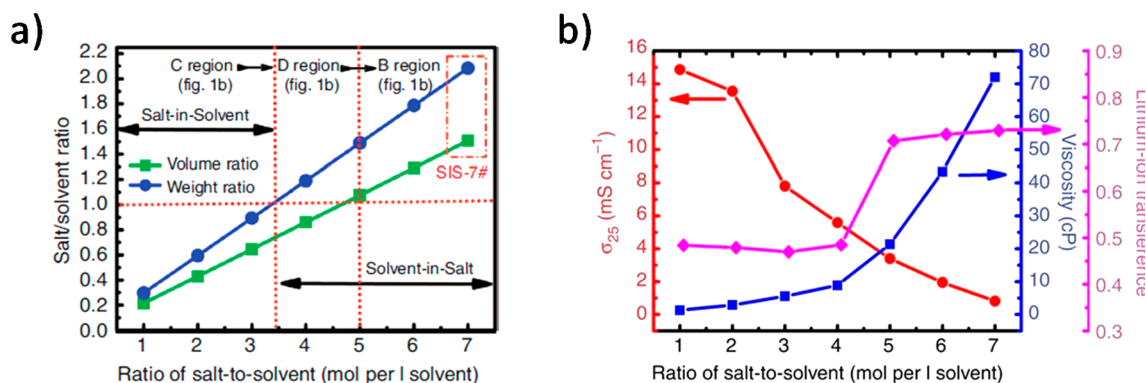 a)
2.2
2.0
1.8
1.6
1.4
1.2
1.0
0.8
0.6
0.4
0.2
0.0
Salt/solvent ratio
C region
(fig. 1b)
D region
(fig. 1b)
B region
(fig. 1b)
Salt-in-Solvent
Volume ratio
Weight ratio
SIS-7#
Solvent-in-Salt
1 2 3 4 5 6 7
Ratio of salt-to-solvent (mol per l solvent)
b)
16
14
12
10
8
6
4
2
0
σ25 (mS cm−1)
80
70
60
50
40
30
20
10
0
Viscosity (cP)
0.9
0.8
0.7
0.6
0.5
0.4
0.3
Lithium-ion transference
1 2 3 4 5 6 7
Ratio of salt-to-solvent (mol per l solvent)